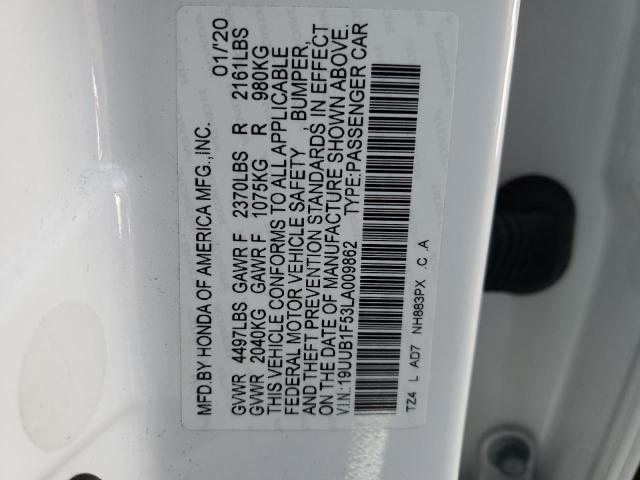 MFD.BY HONDA OF AMERICA MFG.,INC. 01/'20
GVWR 4497LBS GAWR F 2370LBS R 2161LBS
GVWR 2040KG GAWR F 1075KG R 980KG
THIS VEHICLE CONFORMS TO ALL APPLICABLE
FEDERAL MOTOR VEHICLE SAFETY BUMPER,
AND THEFT PREVENTION STANDARDS IN EFFECT
ON THE DATE OF MANUFACTURE SHOWN ABOVE.
V.I.N.:19UUB1F53LA009862 TYPE:PASSENGER CAR
TZ4 L AD7 NH883PX .C .A